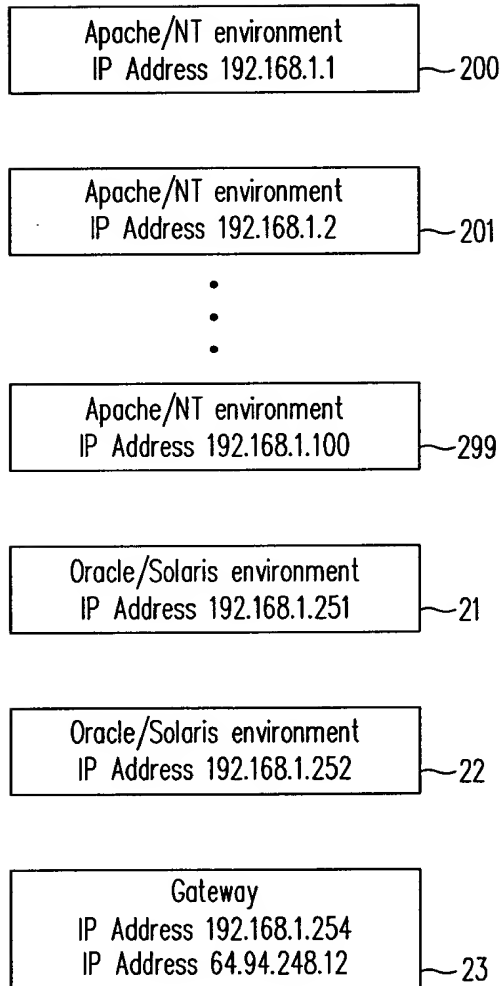 Apache/NT environment
IP Address 192.168.1.1
200
Apache/NT environment
IP Address 192.168.1.2
201
Apache/NT environment
IP Address 192.168.1.100
299
Oracle/Solaris environment
IP Address 192.168.1.251
21
Oracle/Solaris environment
IP Address 192.168.1.252
22
Gateway
IP Address 192.168.1.254
IP Address 64.94.248.12
23